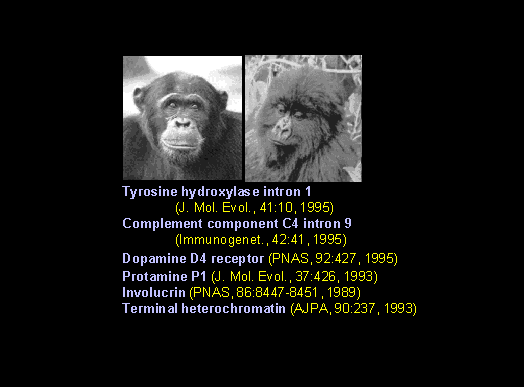 Tyrosine hydroxylase intron 1
(J. Mol. Evol., 41:10, 1995)
Complement component C4 intron 9
(Immunogenet., 42:41, 1995)
Dopamine D4 receptor (PNAS, 92:427, 1995)
Protamine P1 (J. Mol. Evol., 37:426, 1993)
Involucrin (PNAS, 86:8447-8451, 1989)
Terminal heterochromatin (AJPA, 90:237, 1993)